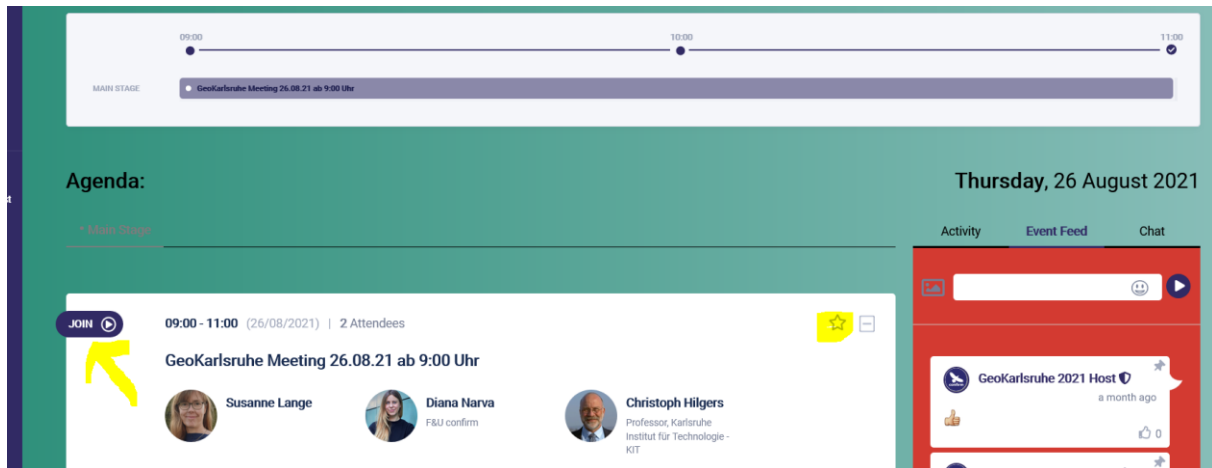 09:00
10:00
11:00
MAIN STAGE
GeoKarlsruhe Meeting 26.08.21 ab 9:00 Uhr
Agenda:
Thursday, 26 August 2021
st
* Main Stage
Activity
Event Feed
Chat
JOIN
09:00 - 11:00 (26/08/2021) | 2 Attendees
GeoKarlsruhe Meeting 26.08.21 ab 9:00 Uhr
Susanne Lange
Diana Narva
F&U confirm
Christoph Hilgers
Professor, Karlsruhe
Institut für Technologie -
KIT
GeoKarlsruhe 2021 Host
a month ago
0